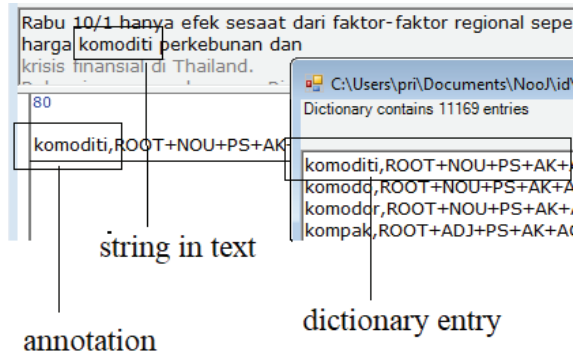 Rabu 10/1 hanya efek sesaat dari faktor-faktor regional sepe
harga komoditi perkebunan dan
krisis finansial di Thailand.
80
komoditi,ROOT+NOU+PS+AK+
C:\Users\pri\Documents\NooJ\id\
Dictionary contains 11169 entries
komoditi,ROOT+NOU+PS+AK+
komodo,ROOT+NOU+PS+AK+A
komodor,ROOT+NOU+PS+AK+
kompak,ROOT+ADJ+PS+AK+AC
string in text
annotation
dictionary entry